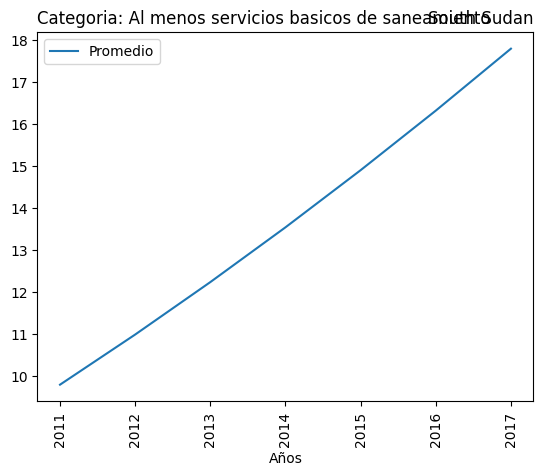 Categoria: Al menos servicios basicos de saneamiento
South Sudan
Promedio
18
17
16
15
14
13
12
11
10
2011 2012 2013 2014 2015 2016 2017
Años